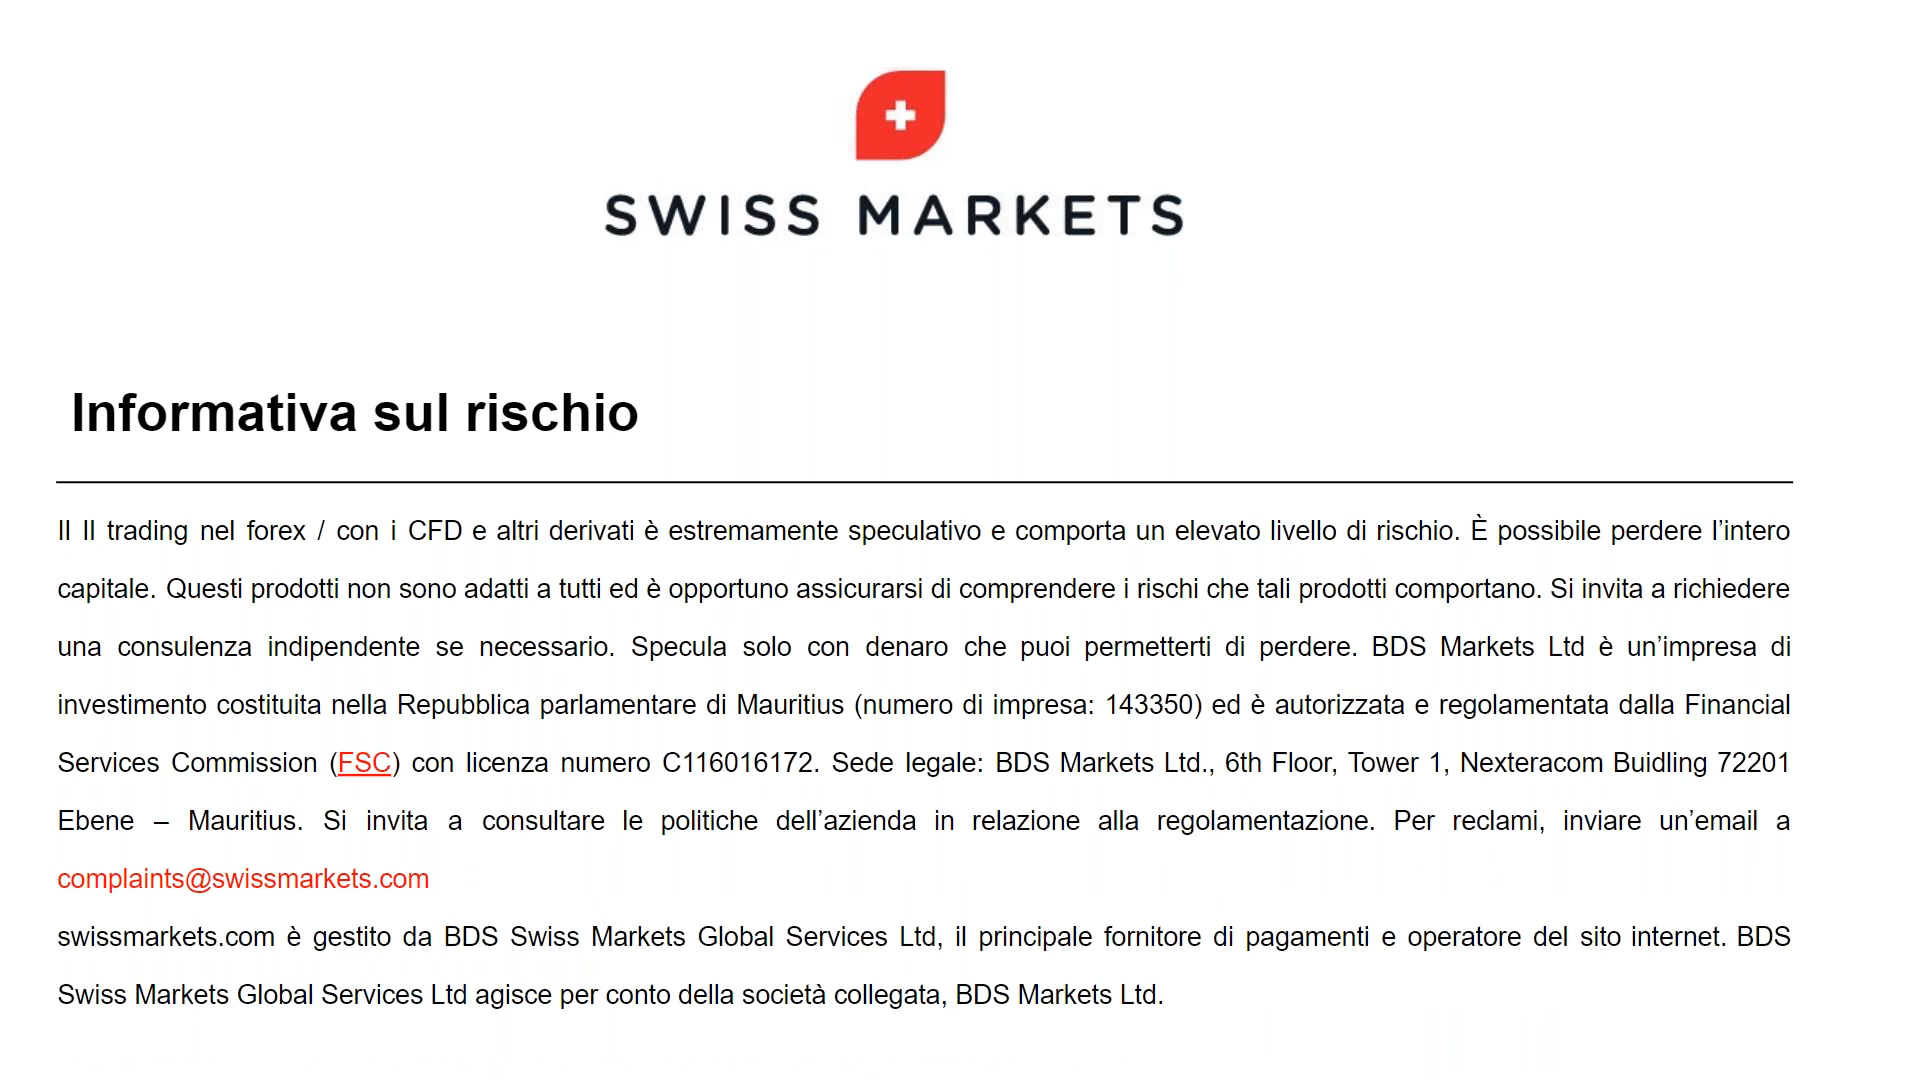 SWISS MARKETS
Informativa sul rischio
Il Il trading nel forex / con i CFD e altri derivati è estremamente speculativo e comporta un elevato livello di rischio. È possibile perdere l’intero
capitale. Questi prodotti non sono adatti a tutti ed è opportuno assicurarsi di comprendere i rischi che tali prodotti comportano. Si invita a richiedere
una consulenza indipendente se necessario. Specula solo con denaro che puoi permetterti di perdere. BDS Markets Ltd è un’impresa di
investimento costituita nella Repubblica parlamentare di Mauritius (numero di impresa: 143350) ed è autorizzata e regolamentata dalla Financial
Services Commission (FSC) con licenza numero C116016172. Sede legale: BDS Markets Ltd., 6th Floor, Tower 1, Nexteracom Buidling 72201
Ebene – Mauritius. Si invita a consultare le politiche dell’azienda in relazione alla regolamentazione. Per reclami, inviare un’email a
complaints@swissmarkets.com
swissmarkets.com è gestito da BDS Swiss Markets Global Services Ltd, il principale fornitore di pagamenti e operatore del sito internet. BDS
Swiss Markets Global Services Ltd agisce per conto della società collegata, BDS Markets Ltd.